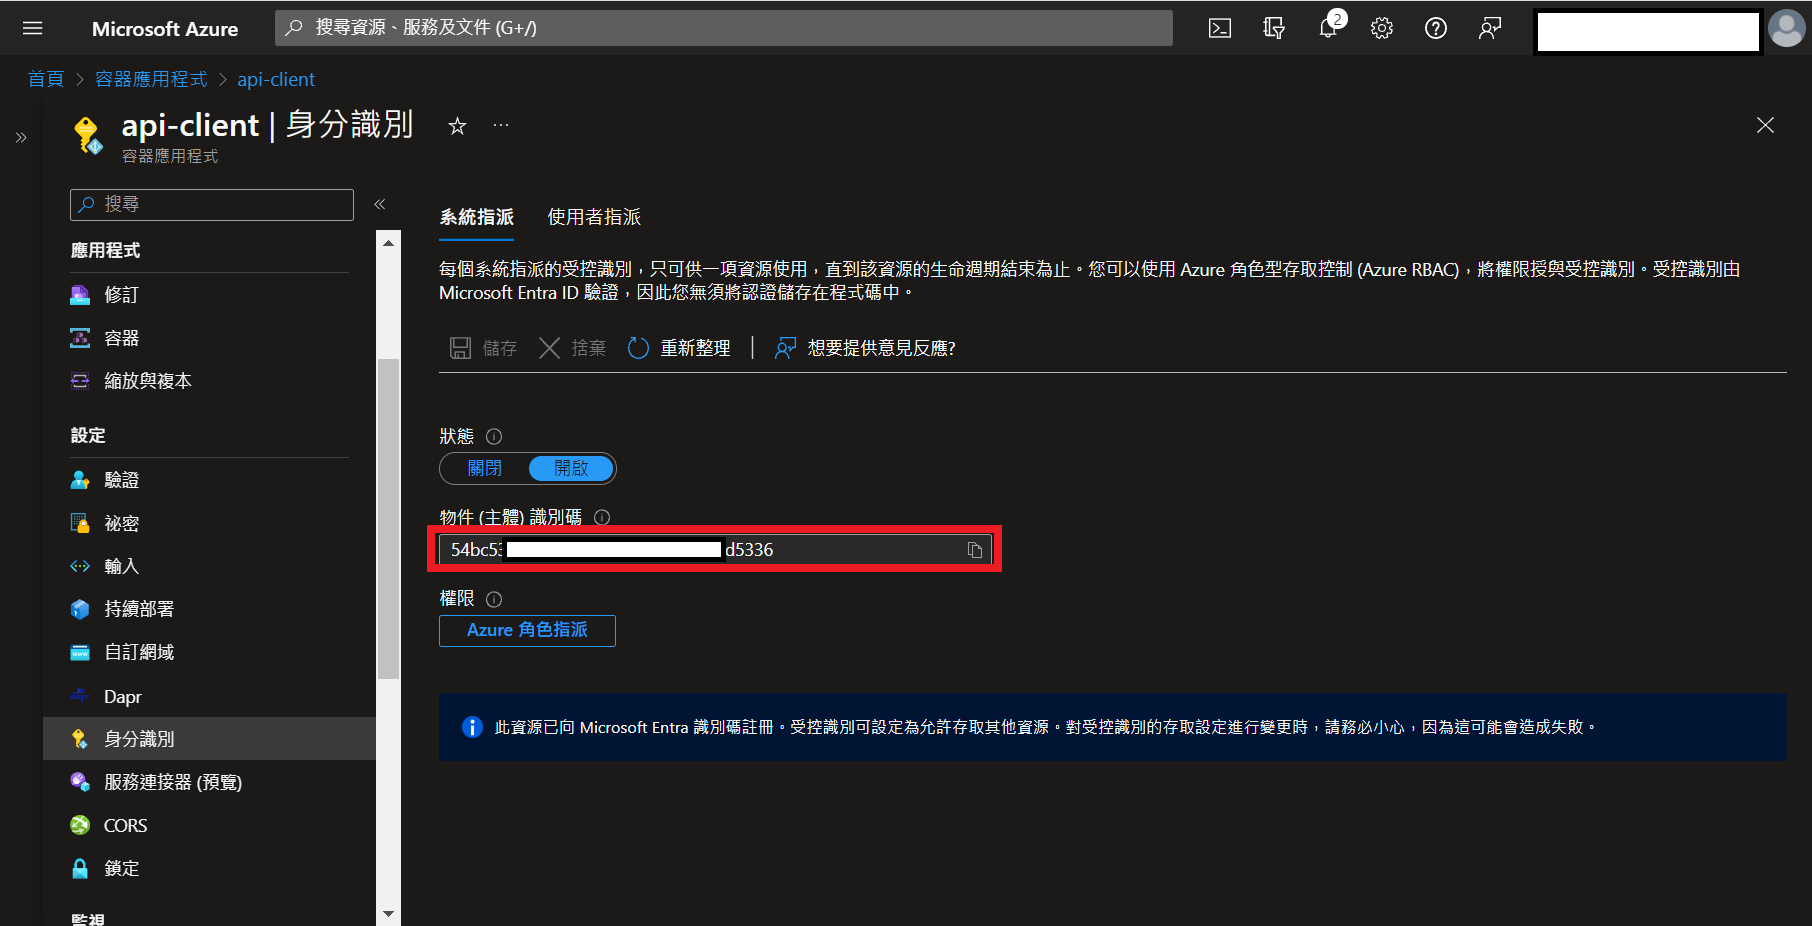 Microsoft Azure
搜尋資源、服務及文件 (G+/)
2
首頁 > 容器應用程式 > api-client
api-client | 身分識別
容器應用程式
搜尋
應用程式
修訂
容器
縮放與複本
設定
驗證
祕密
輸入
持續部署
自訂網域
Dapr
身分識別
服務連接器 (預覽)
CORS
鎖定
監視
系統指派 使用者指派
每個系統指派的受控識別，只可供一項資源使用，直到該資源的生命週期結束為止。您可以使用 Azure 角色型存取控制 (Azure RBAC)，將權限授與受控識別。受控識別由
Microsoft Entra ID 驗證，因此您無須將認證儲存在程式碼中。
儲存 捨棄 重新整理 想要提供意見反應?
狀態
關閉 開啟
物件 (主體) 識別碼
54bc53 d5336
權限
Azure 角色指派
此資源已向 Microsoft Entra 識別碼註冊。受控識別可設定為允許存取其他資源。對受控識別的存取設定進行變更時，請務必小心，因為這可能會造成失敗。